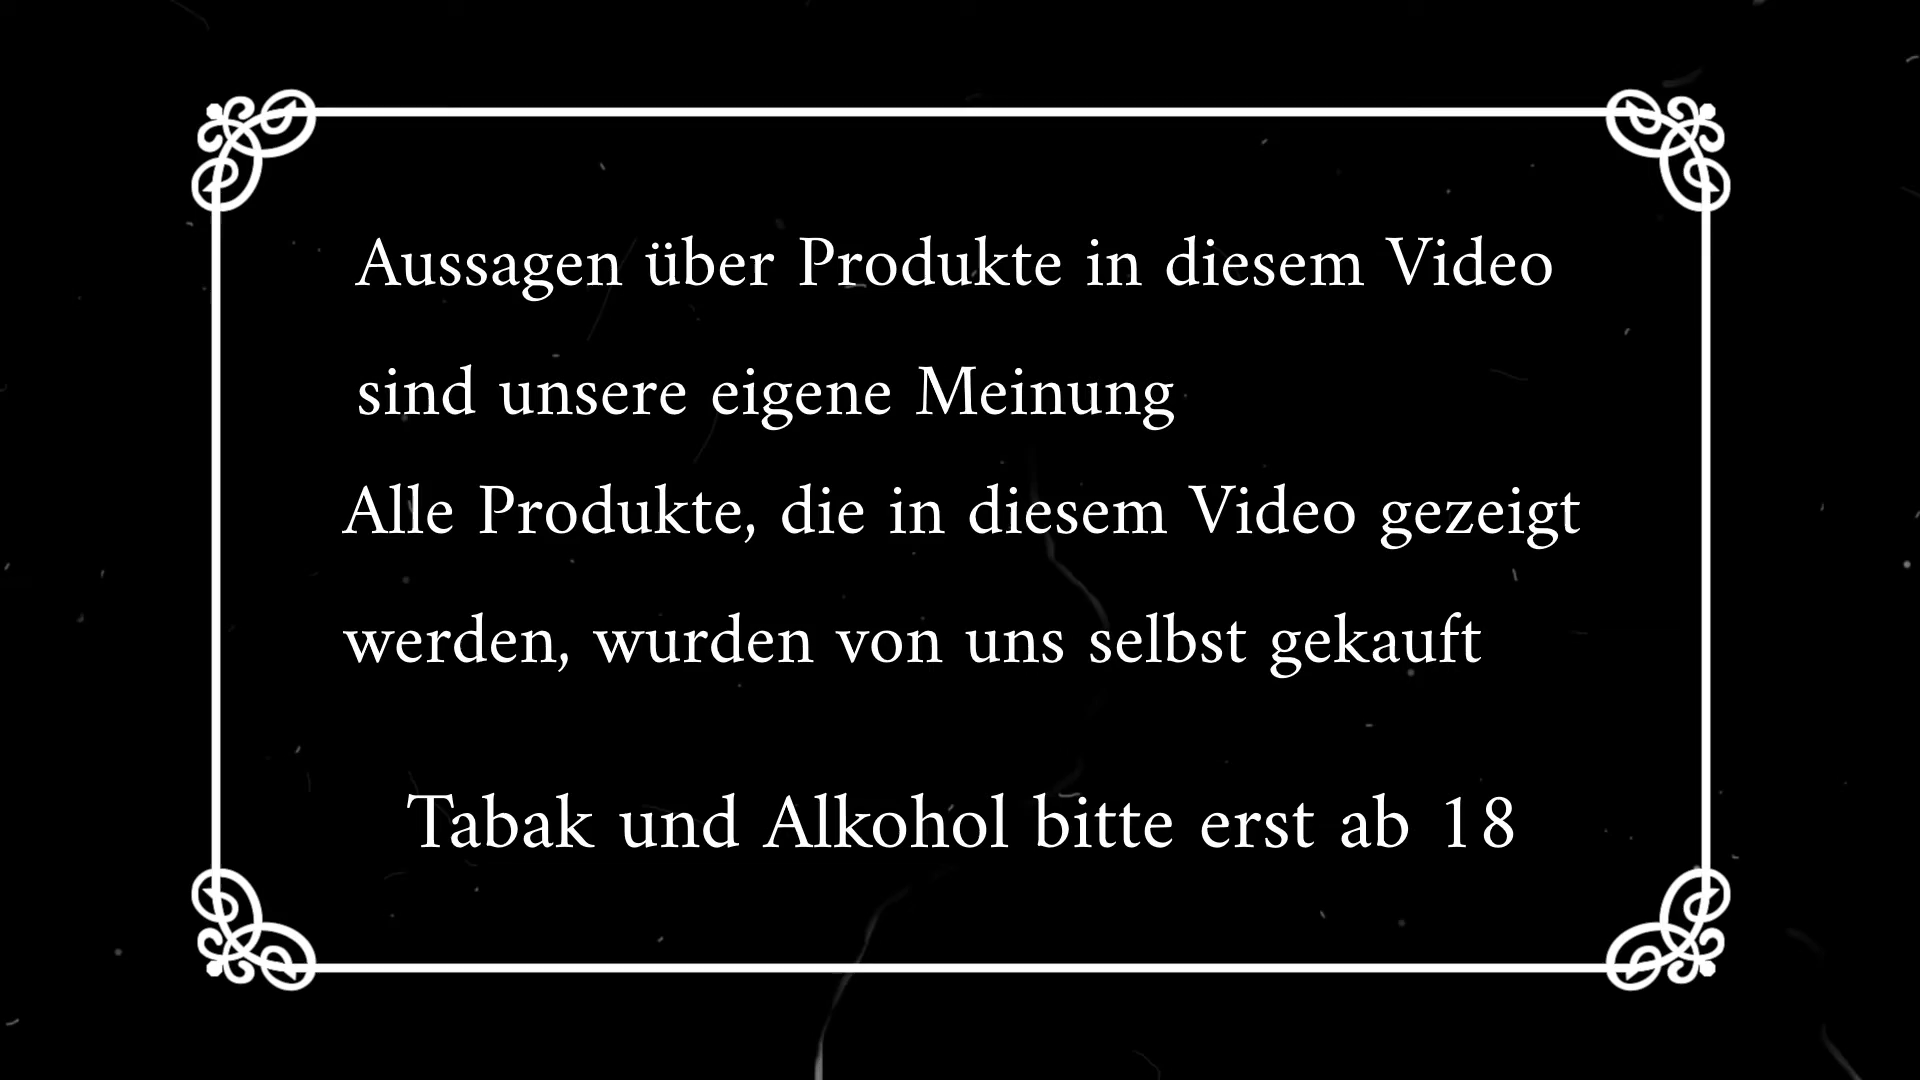 Aussagen über Produkte in diesem Video
sind unsere eigene Meinung
Alle Produkte, die in diesem Video gezeigt
werden, wurden von uns selbst gekauft
Tabak und Alkohol bitte erst ab 18